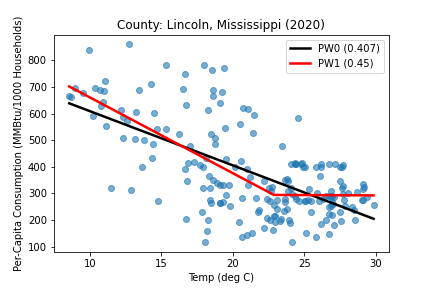 County: Lincoln, Mississippi (2020)
Per-Capita Consumption (MMBtu/1000 Households)
800
700
600
500
400
300
200
100
PW0 (0.407)
PW1 (0.45)
10
15
20
25
30
Temp (deg C)